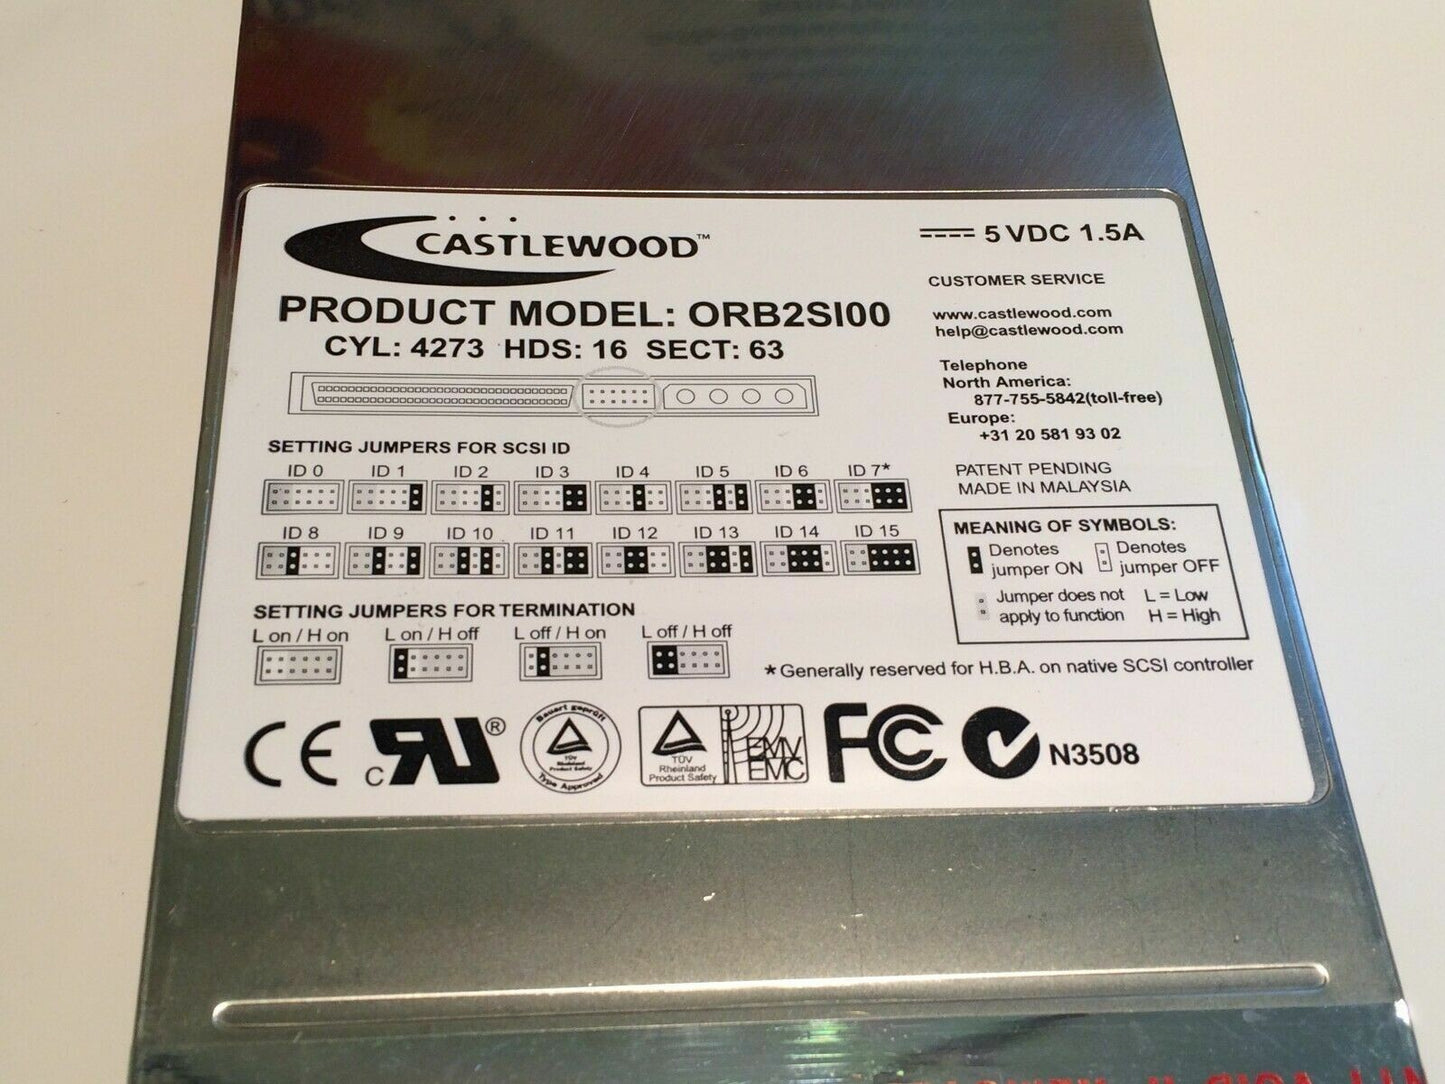 CASTLEWOOD™
5 VDC 1.5A
PRODUCT MODEL: ORB2SI00
CYL: 4273 HDS: 16 SECT: 63
CUSTOMER SERVICE
www.castlewood.com
help@castlewood.com
Telephone
North America:
877-755-5842(toll-free)
Europe:
+31 20 581 93 02
PATENT PENDING
MADE IN MALAYSIA
SETTING JUMPERS FOR SCSI ID
ID 0 ID 1 ID 2 ID 3 ID 4 ID 5 ID 6 ID 7*
ID 8 ID 9 ID 10 ID 11 ID 12 ID 13 ID 14 ID 15
MEANING OF SYMBOLS:
Denotes jumper ON
Denotes jumper OFF
Jumper does not apply to function
L = Low
H = High
SETTING JUMPERS FOR TERMINATION
L on / H on L on / H off L off / H on L off / H off
*Generally reserved for H.B.A. on native SCSI controller
CE
c RU ®
Bauart geprüft
TÜV
Rheinland
Product Safety
Type Approved
TÜV
Rheinland
Product Safety
EMV
EMC
FC
N3508